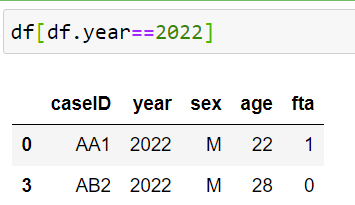 df[df.year==2022]
caseID year sex age fta
0 AA1 2022 M 22 1
3 AB2 2022 M 28 0